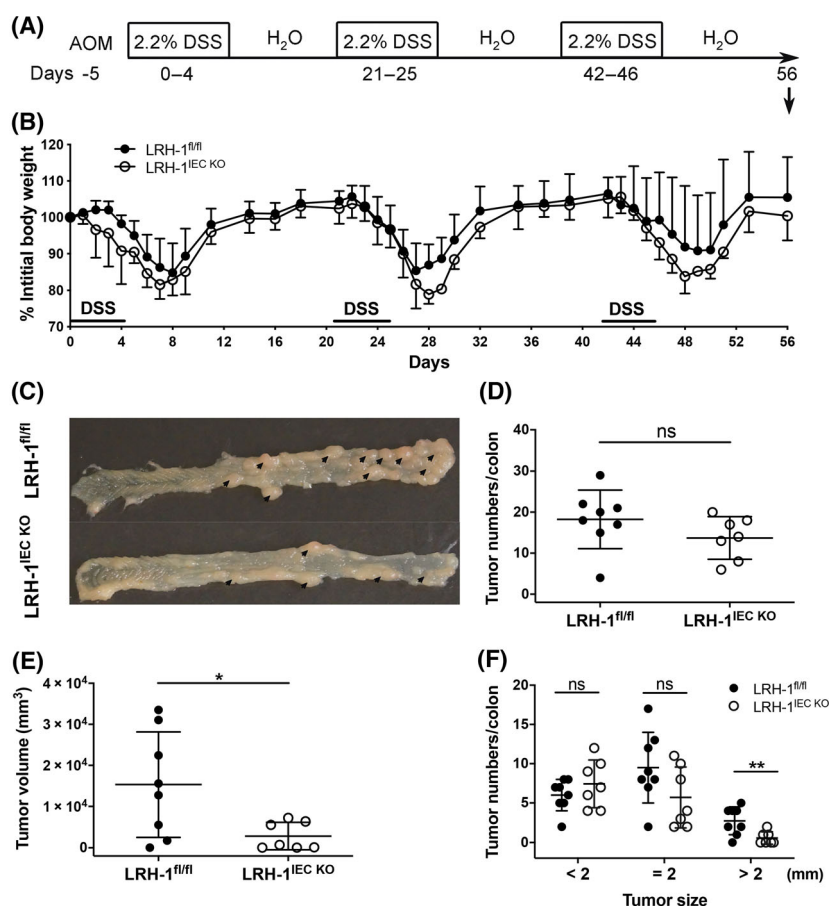 (A)
AOM 2.2% DSS H2O 2.2% DSS H2O 2.2% DSS H2O
Days -5 0–4 21–25 42–46 56
(B)
LRH-1fl/fl
LRH-1IEC KO
% Intitial body weight
120
110
100
90
80
70
DSS DSS DSS
0 4 8 12 16 20 24 28 32 36 40 44 48 52 56
Days
(C)
LRH-1fl/fl
LRH-1IEC KO
(D)
Tumor numbers/colon
40
30
20
10
0
ns
LRH-1fl/fl LRH-1IEC KO
(E)
Tumor volume (mm3)
4 × 104
3 × 104
2 × 104
1 × 104
0
*
LRH-1fl/fl LRH-1IEC KO
(F)
Tumor numbers/colon
20
15
10
5
0
ns ns **
LRH-1fl/fl
LRH-1IEC KO
< 2 = 2 > 2 (mm)
Tumor size